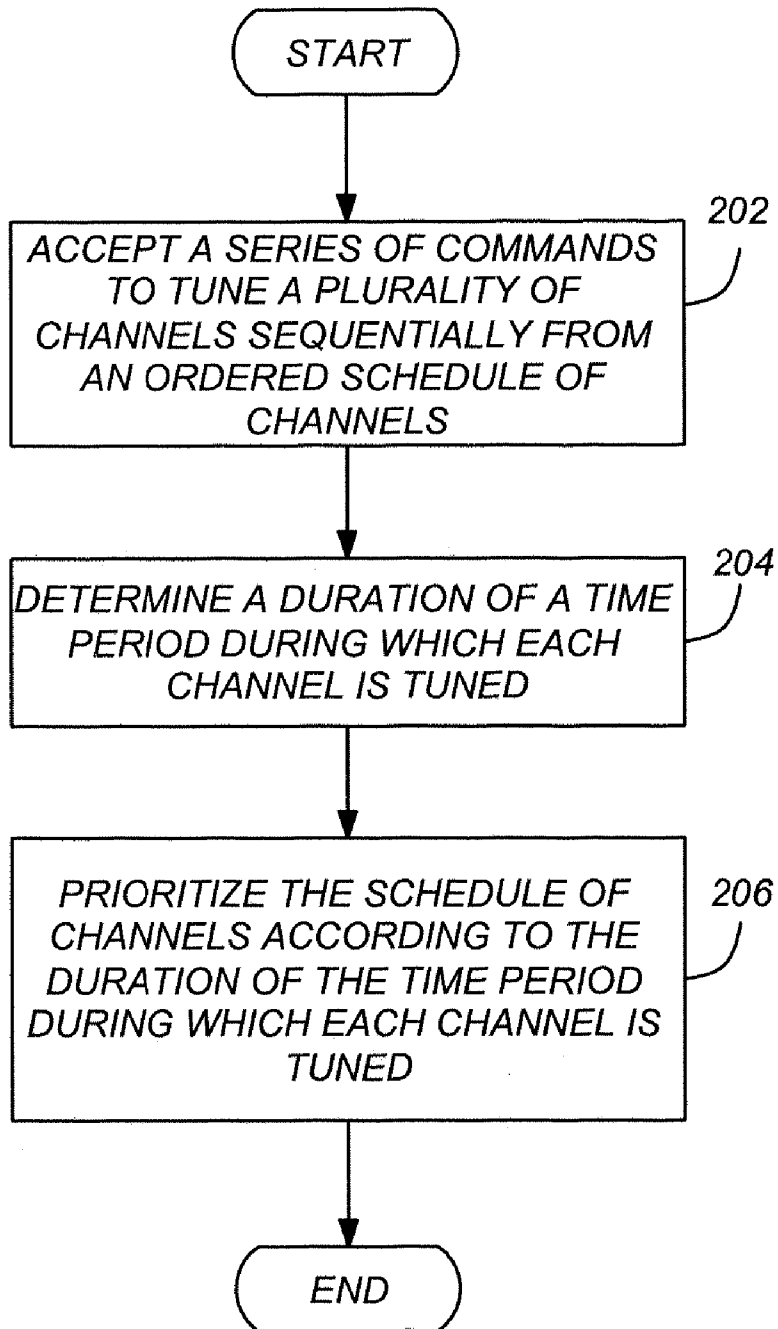 START
202
ACCEPT A SERIES OF COMMANDS
TO TUNE A PLURALITY OF
CHANNELS SEQUENTIALLY FROM
AN ORDERED SCHEDULE OF
CHANNELS
204
DETERMINE A DURATION OF A TIME
PERIOD DURING WHICH EACH
CHANNEL IS TUNED
206
PRIORITIZE THE SCHEDULE OF
CHANNELS ACCORDING TO THE
DURATION OF THE TIME PERIOD
DURING WHICH EACH CHANNEL IS
TUNED
END